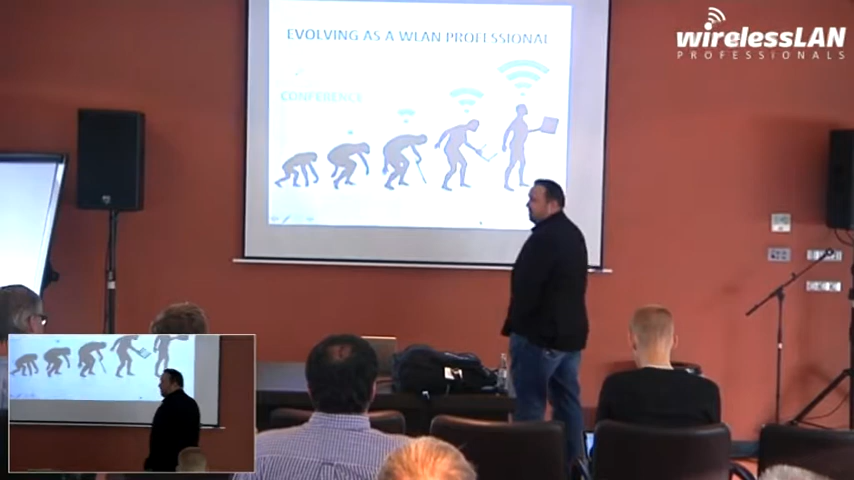 EVOLVING AS A WLAN PROFESSIONAL
CONFERENCE
wirelessLAN
PROFESSIONALS